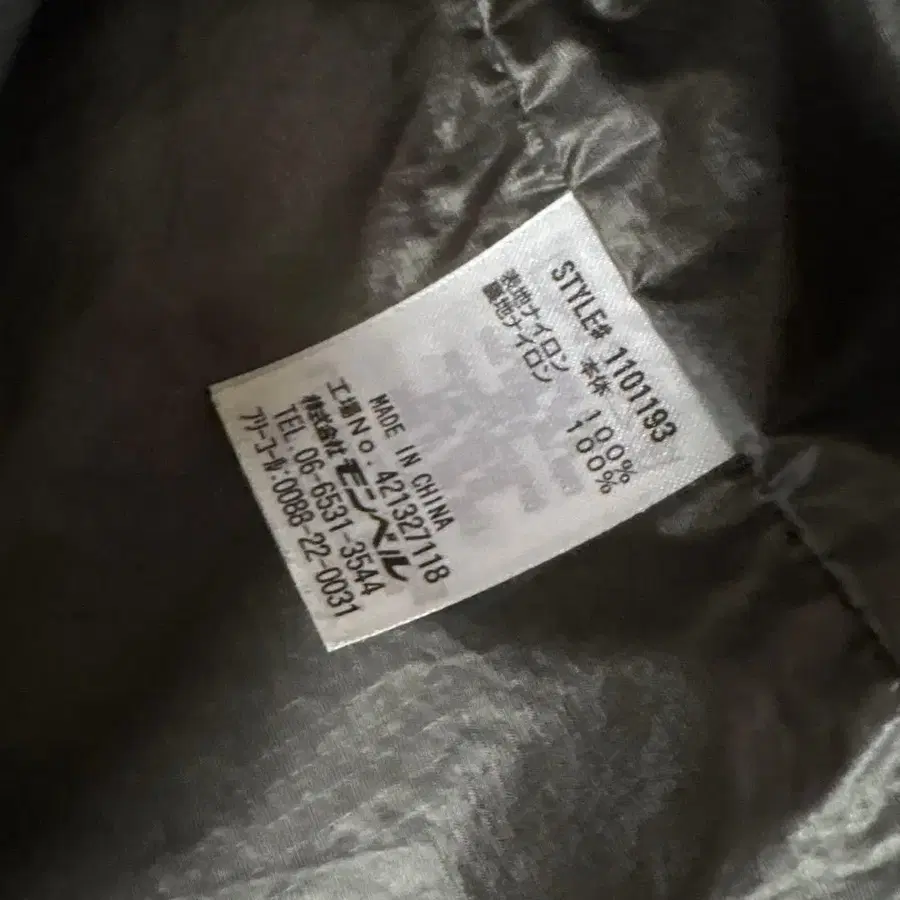 STYLE# 1101193
本体
表地ナイロン 100%
裏地ナイロン 100%
MADE IN CHINA
工場No.421327118
株式会社モンベル
TEL.06-6531-3544
フリーコール:0088-22-0031